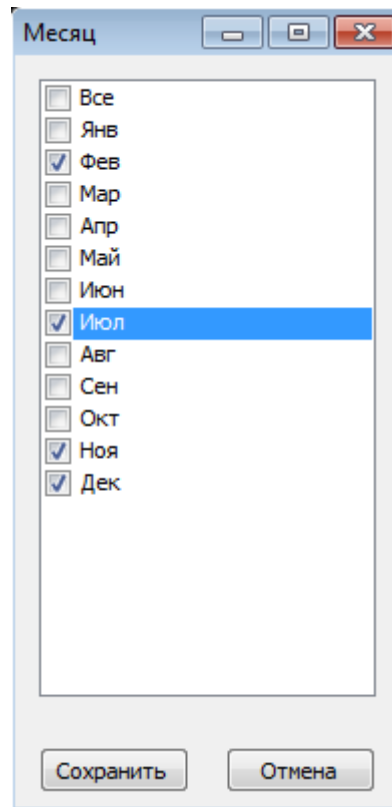 Месяц
Все
Янв
Фев
Мар
Апр
Май
Июн
Июл
Авг
Сен
Окт
Ноя
Дек
Сохранить Отмена